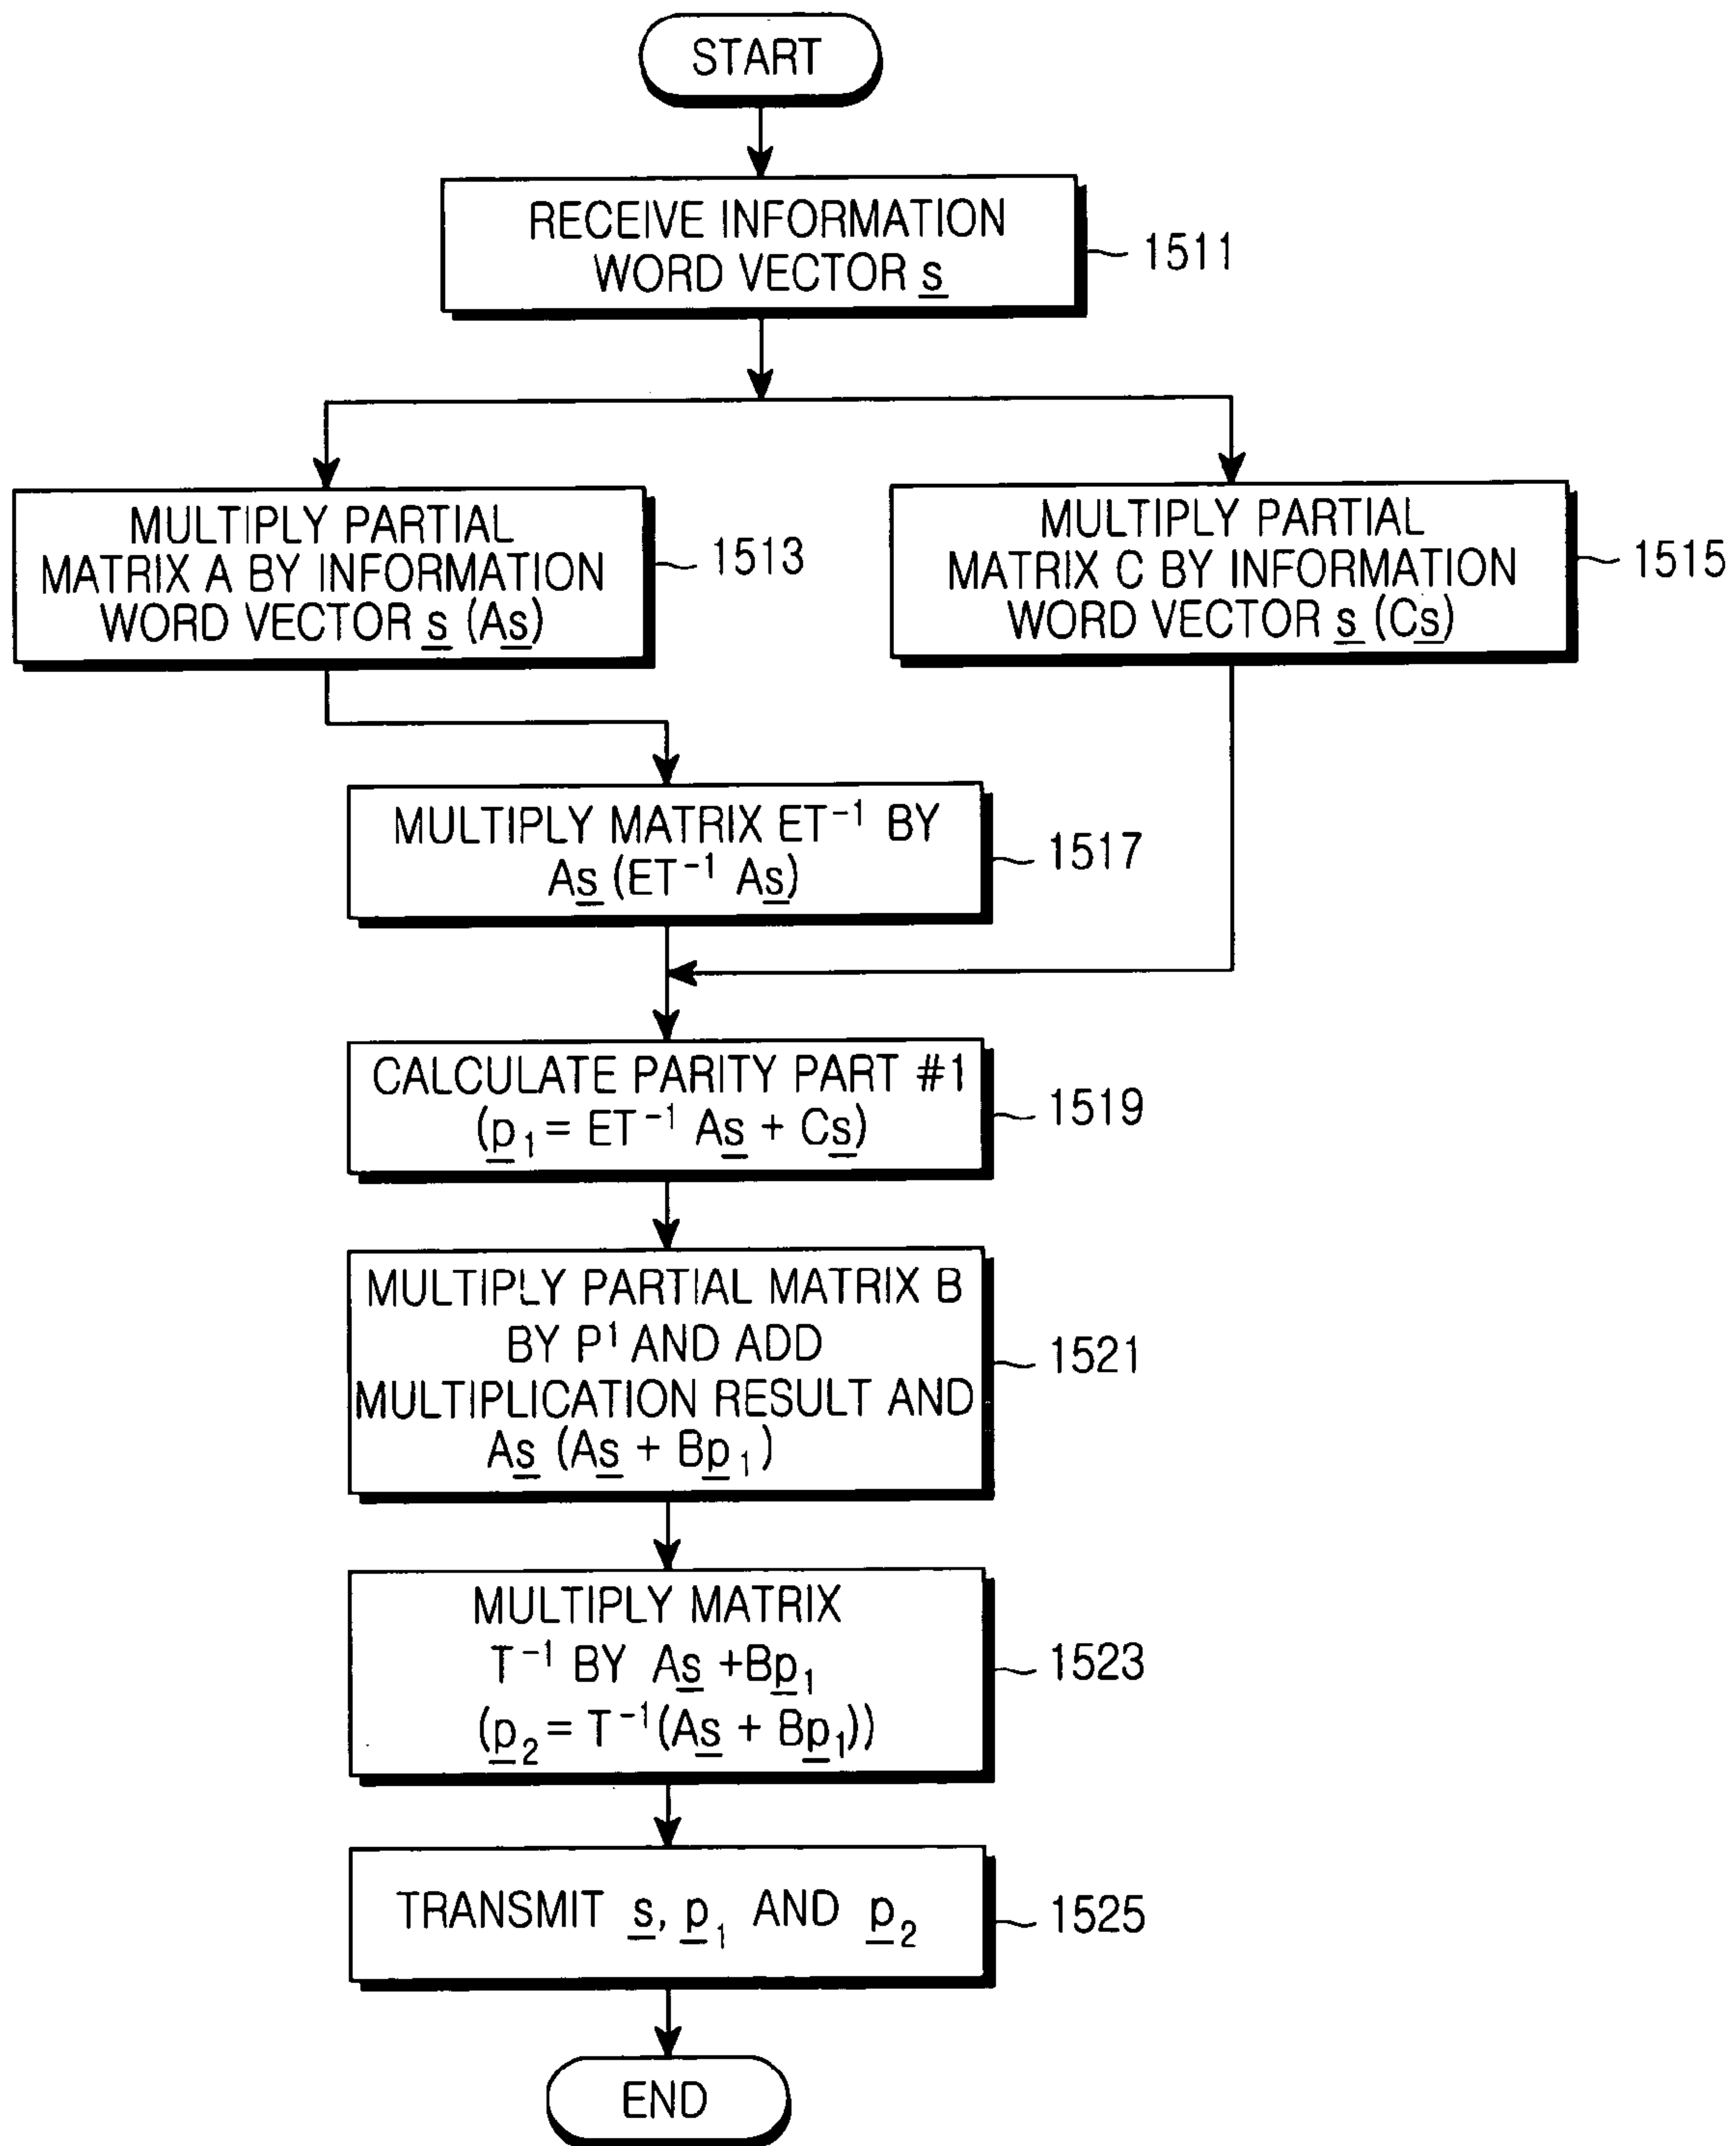 START
RECEIVE INFORMATION
WORD VECTOR s
1511
MULTIPLY PARTIAL
MATRIX A BY INFORMATION
WORD VECTOR s (As)
1513
MULTIPLY PARTIAL
MATRIX C BY INFORMATION
WORD VECTOR s (Cs)
1515
MULTIPLY MATRIX ET⁻¹ BY
As (ET⁻¹ As)
1517
CALCULATE PARITY PART #1
(p₁ = ET⁻¹ As + Cs)
1519
MULTIPLY PARTIAL MATRIX B
BY P¹ AND ADD
MULTIPLICATION RESULT AND
As (As + Bp₁)
1521
MULTIPLY MATRIX
T⁻¹ BY As +Bp₁
(p₂ = T⁻¹(As + Bp₁))
1523
TRANSMIT s, p₁ AND p₂
1525
END